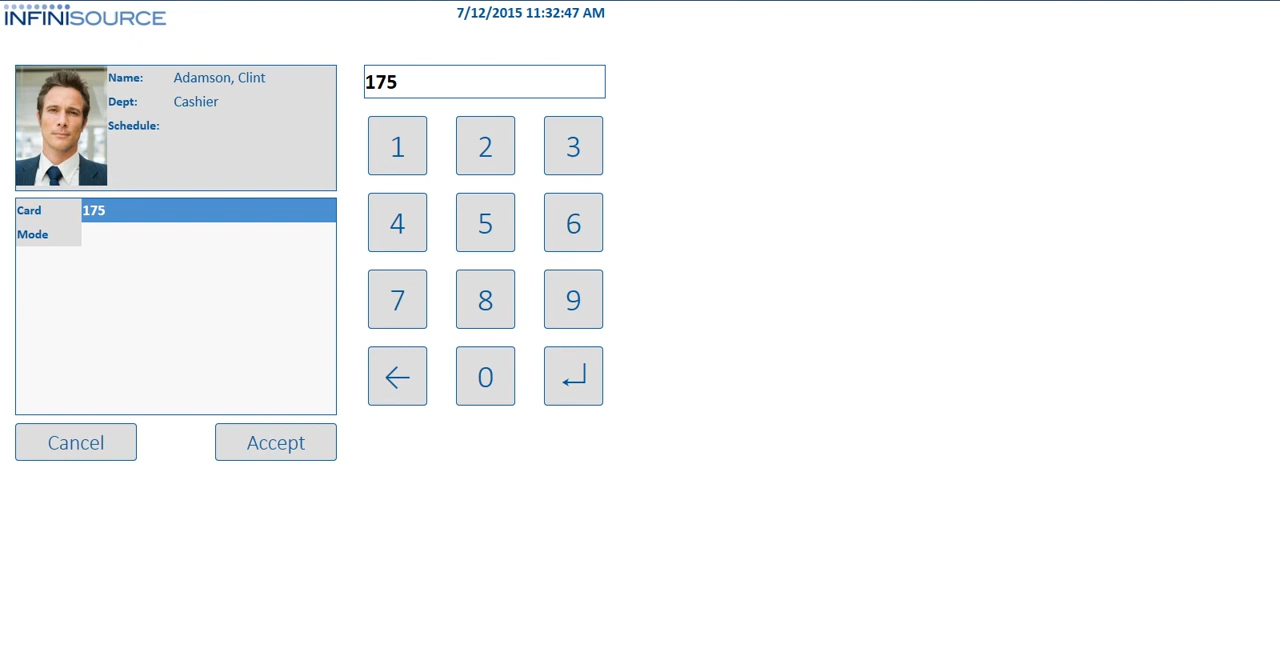 INFINISOURCE
7/12/2015 11:32:47 AM
Name: Adamson, Clint
Dept: Cashier
Schedule:
Card 175
Mode
Cancel Accept
175
1 2 3
4 5 6
7 8 9
← 0 ↵